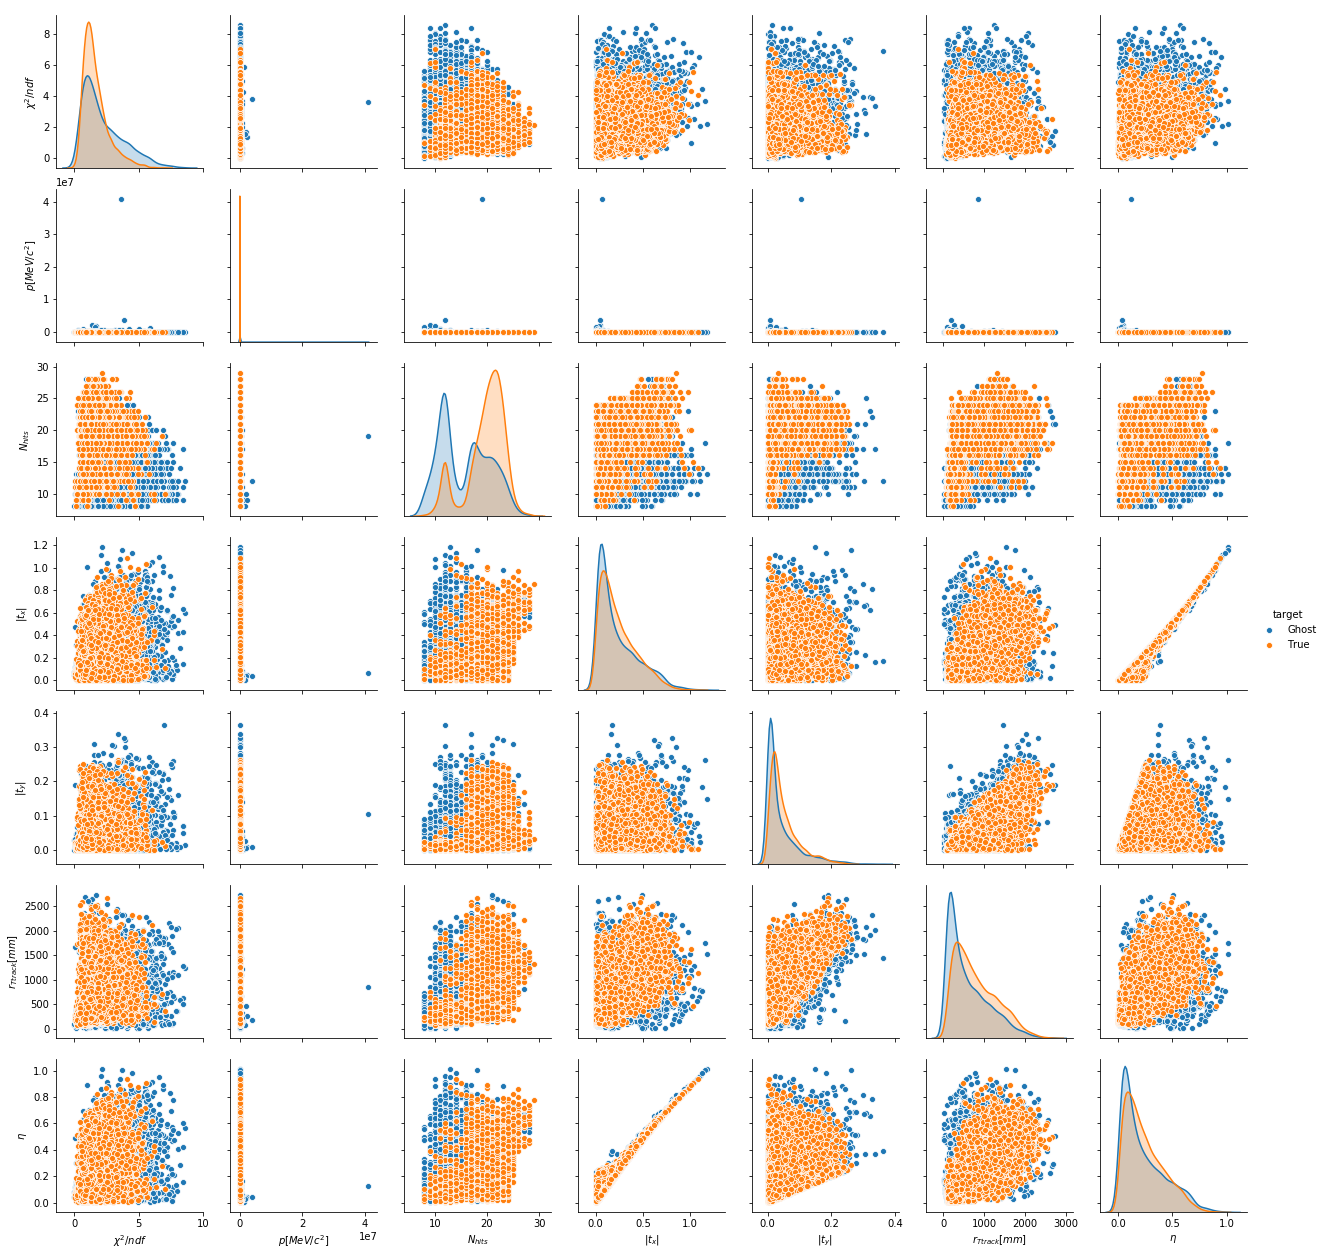 χ²/ndf
8
6
4
2
0
1e7
p[MeV/c²]
4
3
2
1
0
N_hits
30
25
20
15
10
|t_x|
1.2
1.0
0.8
0.6
0.4
0.2
0.0
target
Ghost
True
|t_y|
0.4
0.3
0.2
0.1
0.0
r_Ttrack[mm]
2500
2000
1500
1000
500
0
η
1.0
0.8
0.6
0.4
0.2
0.0
0 5 10 0 2 4 10 20 30 0.0 0.5 1.0 0.0 0.2 0.4 0 1000 2000 3000 0.0 0.5 1.0
1e7
χ²/ndf p[MeV/c²] N_hits |t_x| |t_y| r_Ttrack[mm] η